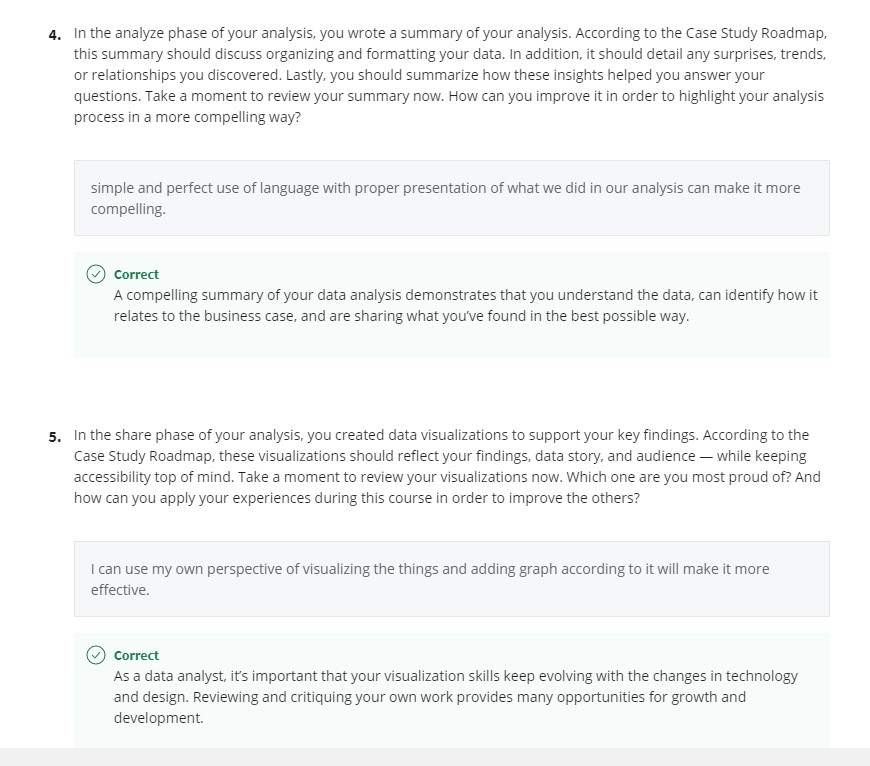 4. In the analyze phase of your analysis, you wrote a summary of your analysis. According to the Case Study Roadmap,
this summary should discuss organizing and formatting your data. In addition, it should detail any surprises, trends,
or relationships you discovered. Lastly, you should summarize how these insights helped you answer your
questions. Take a moment to review your summary now. How can you improve it in order to highlight your analysis
process in a more compelling way?
simple and perfect use of language with proper presentation of what we did in our analysis can make it more
compelling.
Correct
A compelling summary of your data analysis demonstrates that you understand the data, can identify how it
relates to the business case, and are sharing what you've found in the best possible way.
5. In the share phase of your analysis, you created data visualizations to support your key findings. According to the
Case Study Roadmap, these visualizations should reflect your findings, data story, and audience — while keeping
accessibility top of mind. Take a moment to review your visualizations now. Which one are you most proud of? And
how can you apply your experiences during this course in order to improve the others?
I can use my own perspective of visualizing the things and adding graph according to it will make it more
effective.
Correct
As a data analyst, it's important that your visualization skills keep evolving with the changes in technology
and design. Reviewing and critiquing your own work provides many opportunities for growth and
development.